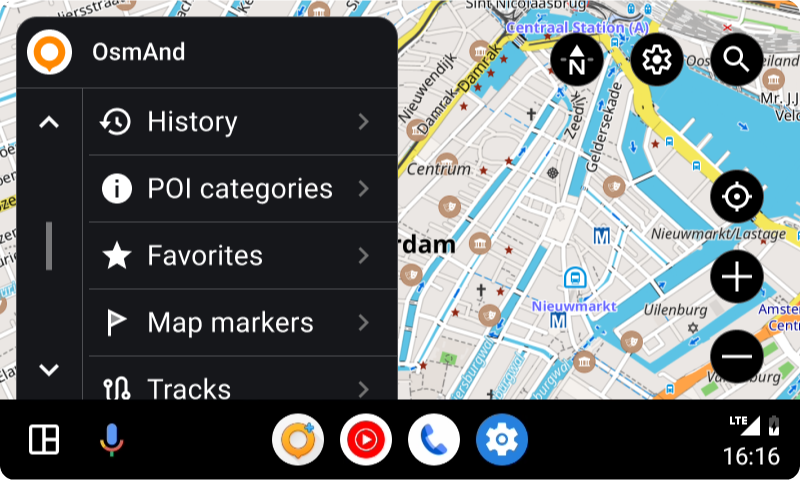 OsmAnd
History
POI categories
Favorites
Map markers
Tracks
Sint Nicolaasbrug
Centraal Station (A)
N
Nieuwendijk
Damrak
Damrak
Zeedijk
Geldersekade
Centrum
rdam
Nieuwmarkt/Lastage
M
Nieuwmarkt
M
Uilenburg
Mr. J.J.
LTE
16:16